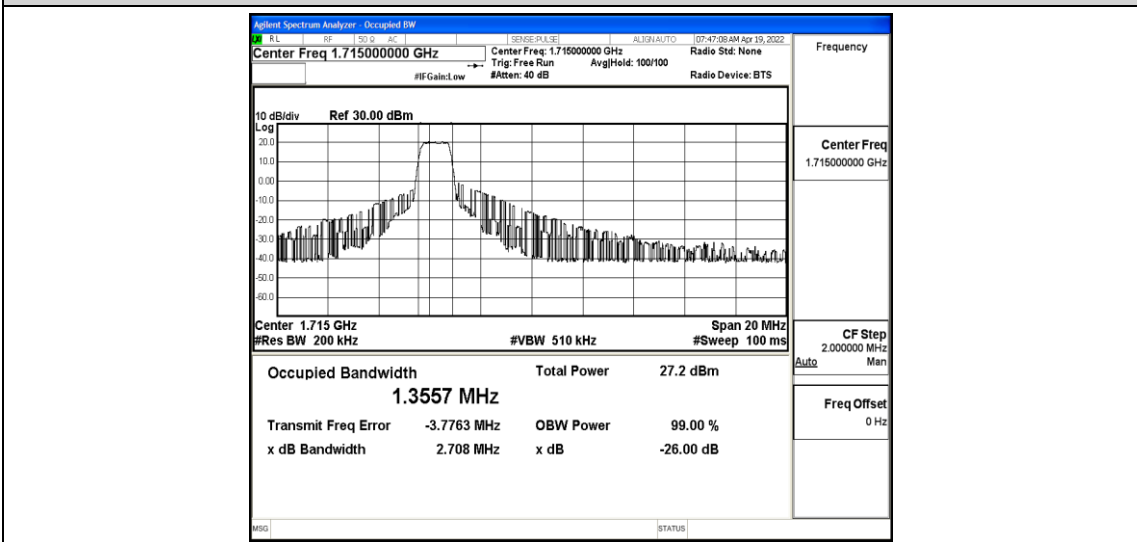 Agilent Spectrum Analyzer - Occupied BW
RL RF 50 Ω AC SENSE:PULSE ALIGN AUTO 07:47:08 AM Apr 19, 2022
Center Freq 1.715000000 GHz
Center Freq: 1.715000000 GHz
Radio Std: None
Trig: Free Run Avg|Hold: 100/100
#IFGain:Low #Atten: 40 dB
Radio Device: BTS
Frequency
10 dB/div Ref 30.00 dBm
Log
20.0
10.0
0.00
-10.0
-20.0
-30.0
-40.0
-50.0
-60.0
Center 1.715 GHz Span 20 MHz
#Res BW 200 kHz #VBW 510 kHz #Sweep 100 ms
Center Freq
1.715000000 GHz
CF Step
2.000000 MHz
Auto Man
Freq Offset
0 Hz
Occupied Bandwidth Total Power 27.2 dBm
1.3557 MHz
Transmit Freq Error -3.7763 MHz OBW Power 99.00 %
x dB Bandwidth 2.708 MHz x dB -26.00 dB
MSG STATUS